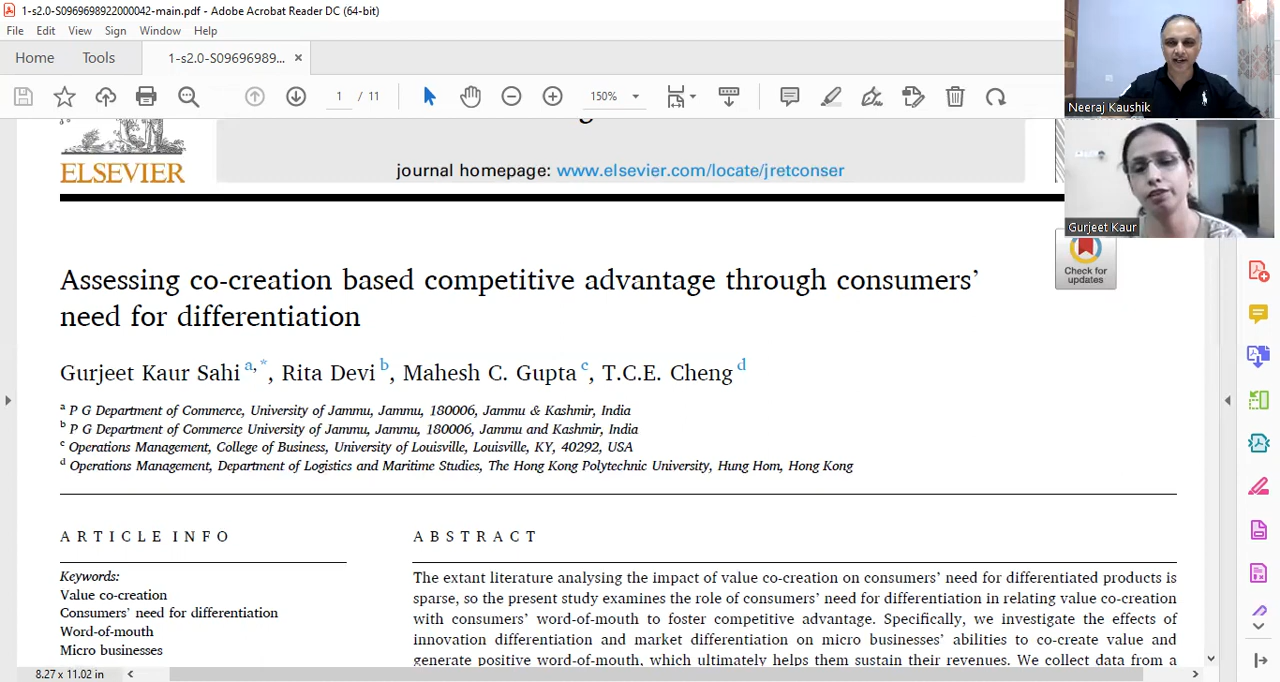 1-s2.0-S0969698922000042-main.pdf - Adobe Acrobat Reader DC (64-bit)
File Edit View Sign Window Help
Home Tools 1-s2.0-S09696989... ×
1 / 11 150%
Neeraj Kaushik
Gurjeet Kaur
ELSEVIER
journal homepage: www.elsevier.com/locate/jretconser
Check for
updates
Assessing co-creation based competitive advantage through consumers’
need for differentiation
Gurjeet Kaur Sahi a,*, Rita Devi b, Mahesh C. Gupta c, T.C.E. Cheng d
a P G Department of Commerce, University of Jammu, Jammu, 180006, Jammu & Kashmir, India
b P G Department of Commerce University of Jammu, Jammu, 180006, Jammu and Kashmir, India
c Operations Management, College of Business, University of Louisville, Louisville, KY, 40292, USA
d Operations Management, Department of Logistics and Maritime Studies, The Hong Kong Polytechnic University, Hung Hom, Hong Kong
ARTICLE INFO
Keywords:
Value co-creation
Consumers’ need for differentiation
Word-of-mouth
Micro businesses
ABSTRACT
The extant literature analysing the impact of value co-creation on consumers’ need for differentiated products is
sparse, so the present study examines the role of consumers’ need for differentiation in relating value co-creation
with consumers’ word-of-mouth to foster competitive advantage. Specifically, we investigate the effects of
innovation differentiation and market differentiation on micro businesses’ abilities to co-create value and
generate positive word-of-mouth, which ultimately helps them sustain their revenues. We collect data from a
8.27 x 11.02 in